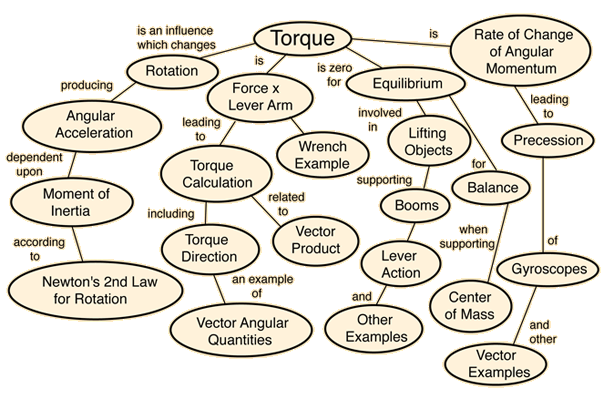 is an influence
which changes
Torque
is
Rate of Change
of Angular
Momentum
Rotation
is
is zero
for
producing
Force x
Lever Arm
Equilibrium
leading
to
Angular
Acceleration
involved
in
Lifting
Objects
Precession
leading
to
Wrench
Example
dependent
upon
Torque
Calculation
supporting
for
Balance
Moment of
Inertia
related
to
Booms
including
Vector
Product
when
supporting
according
to
Torque
Direction
Lever
Action
of
Gyroscopes
Newton's 2nd Law
for Rotation
an example
of
and
Center
of Mass
Vector Angular
Quantities
Other
Examples
and
other
Vector
Examples